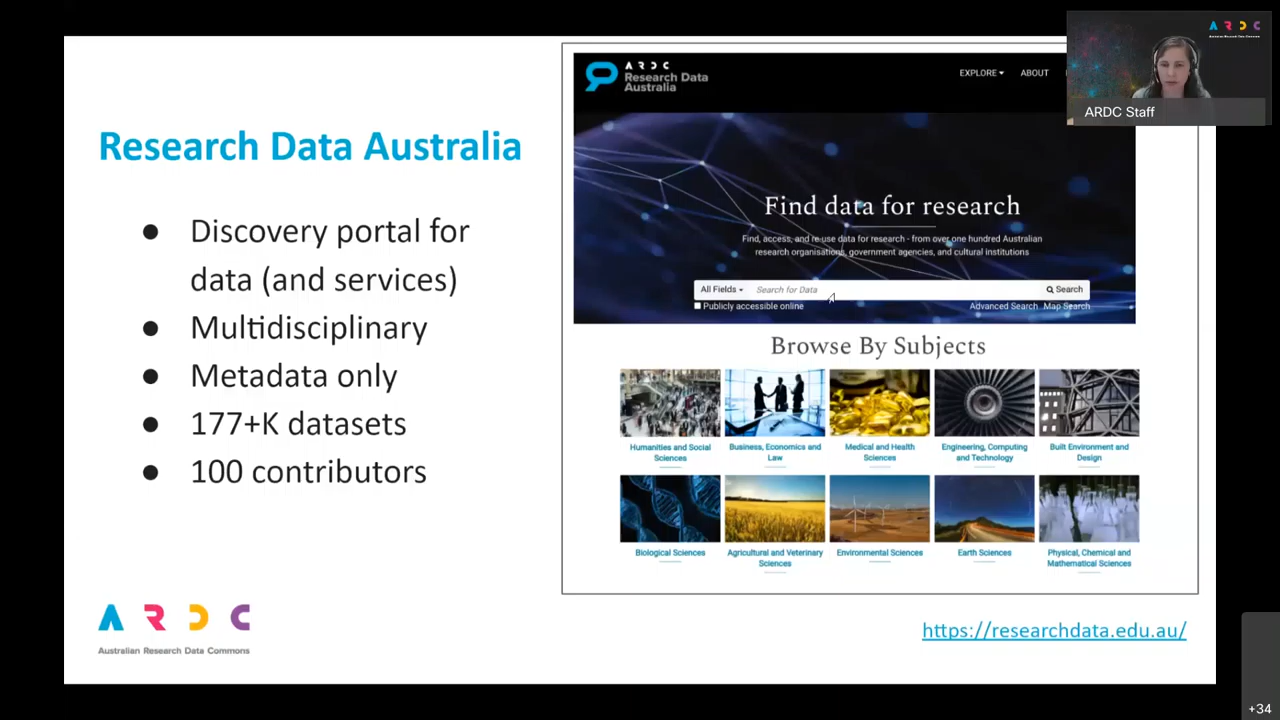 Research Data Australia
● Discovery portal for
data (and services)
● Multidisciplinary
● Metadata only
● 177+K datasets
● 100 contributors
ARDC
Australian Research Data Commons
ARDC
Research Data
Australia
EXPLORE ABOUT
Find data for research
Find, access, and re-use data for research - from over one hundred Australian
research organisations, government agencies, and cultural institutions
All Fields Search for Data Search
Publicly accessible online Advanced Search Map Search
Browse By Subjects
Humanities and Social
Sciences
Business, Economics and
Law
Medical and Health
Sciences
Engineering, Computing
and Technology
Built Environment and
Design
Biological Sciences
Agricultural and Veterinary
Sciences
Environmental Sciences
Earth Sciences
Physical, Chemical and
Mathematical Sciences
https://researchdata.edu.au/
ARDC
Australian Research Data Commons
ARDC Staff
+34